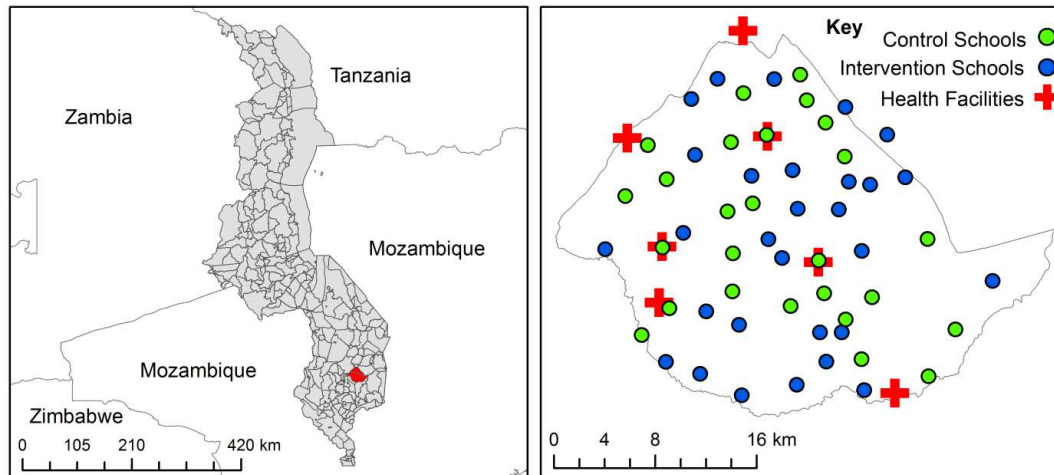 Tanzania
Zambia
Mozambique
Mozambique
Zimbabwe
0 105 210 420 km
Key
Control Schools
Intervention Schools
Health Facilities
0 4 8 16 km